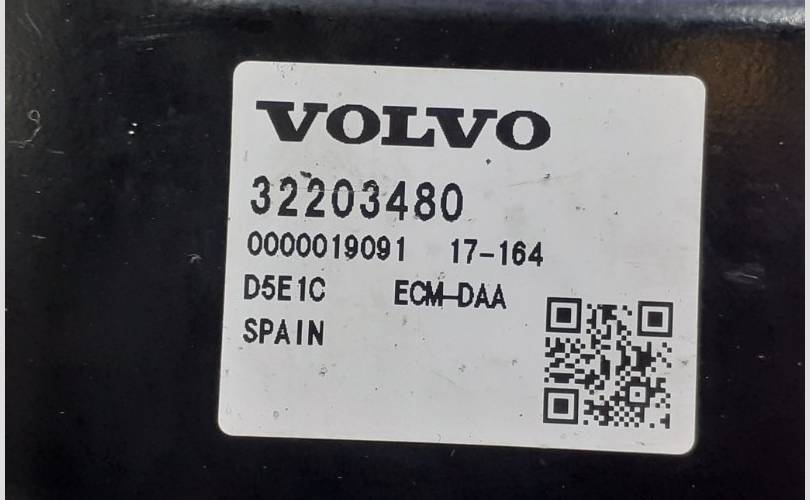 VOLVO
32203480
0000019091 17-164
D5E1C ECM-DAA
SPAIN